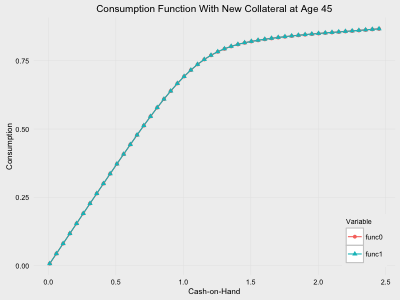 Consumption Function With New Collateral at Age 45
Consumption
0.75
0.50
0.25
0.00
0.0 0.5 1.0 1.5 2.0 2.5
Cash-on-Hand
Variable
func0
func1